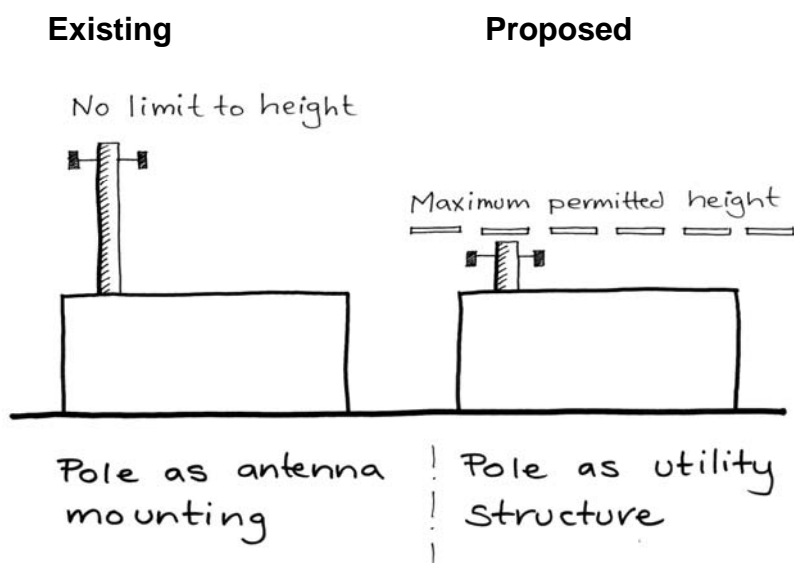 Existing
Proposed
No limit to height
Maximum permitted height
Pole as antenna
mounting
Pole as utility
structure